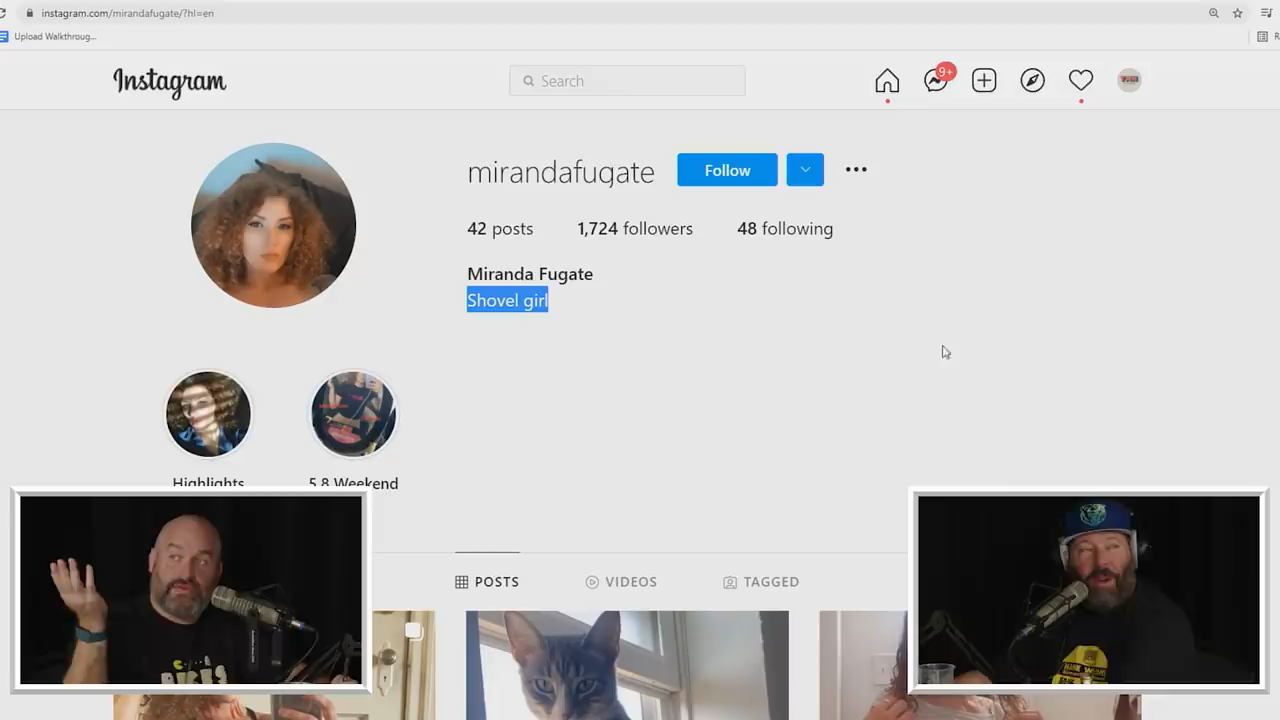 instagram.com/mirandafugate/?hl=en
Upload Walkthroug...
R
Instagram
Search
9+
mirandafugate
Follow
42 posts
1,724 followers
48 following
Miranda Fugate
Shovel girl
Highlights
5.8 Weekend
POSTS
VIDEOS
TAGGED